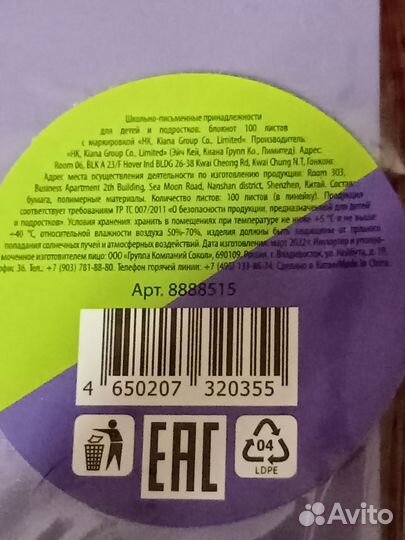 Школьно-письменные принадлежности
для детей и подростков: блокнот 100 листов
с маркировкой «HK, Kiana Group Co., Limited». Производитель:
«HK, Kiana Group Co., Limited» (Эйч Кей, Киана Групп Ко., Лимитед). Адрес:
Room 06, BLK A 23/F Hover Ind BLDG 26-38 Kwai Cheong Rd, Kwai Chung N.T, Гонконг.
Адрес места осуществления деятельности по изготовлению продукции: Room 303,
Business Apartment 2th Building, Sea Moon Road, Nanshan district, Shenzhen, Китай. Состав:
бумага, полимерные материалы. Количество листов: 100 листов (в линейку). Продукция
соответствует требованиям ТР ТС 007/2011 «О безопасности продукции, предназначенной для детей
и подростков». Условия хранения: хранить в помещениях при температуре не ниже +5 °C и не выше
+40 °C, относительной влажности воздуха 50%-70%, изделия должны быть защищены от прямого
попадания солнечных лучей и атмосферных воздействий. Дата изготовления: март 2022г. Импортер и уполно-
моченное изготовителем лицо: ООО «Группа Компаний Сокол», 690109, Россия, г. Владивосток, ул. Нейбута, д. 19,
офис 36. Тел.: +7 (903) 781-88-80. Телефон горячей линии: +7 (495) 133-86-34. Сделано в Китае/Made in China.
Арт. 8888515
4 650207 320355
EAC
04
LDPE
Avito